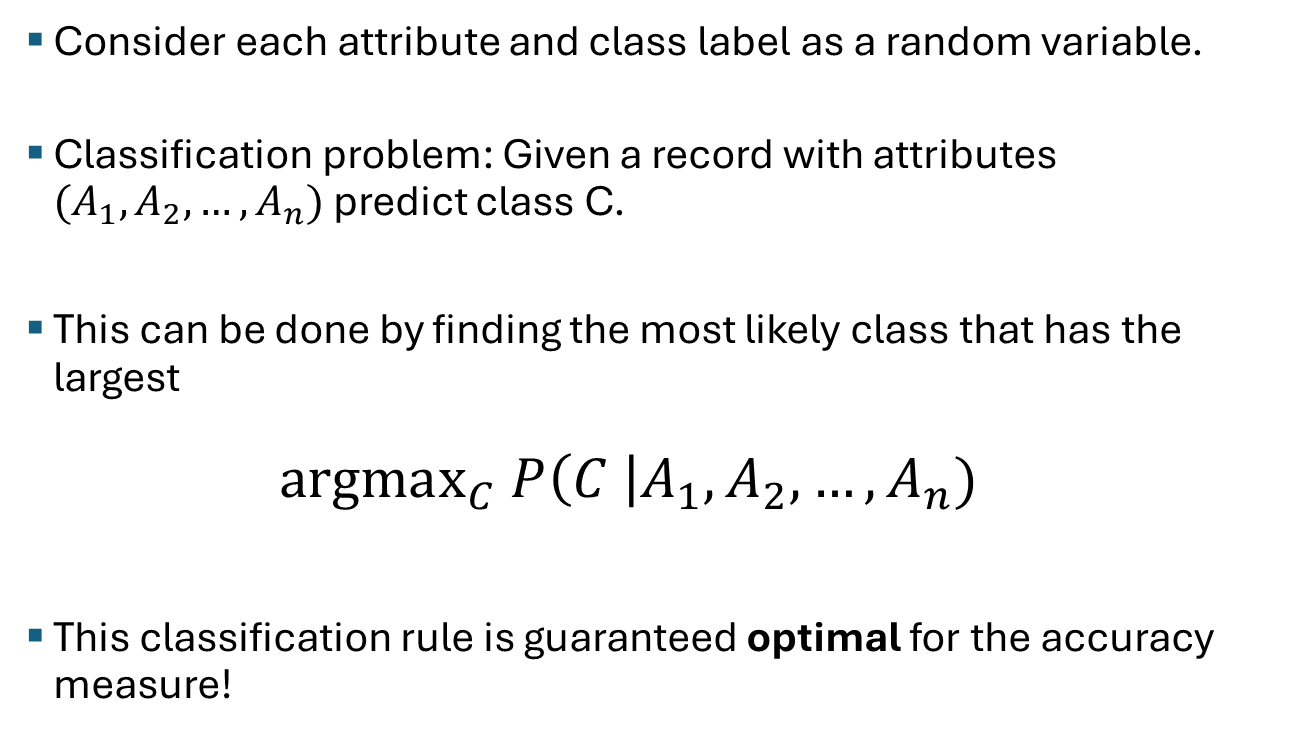 ▪ Consider each attribute and class label as a random variable.
▪ Classification problem: Given a record with attributes
(A₁, A₂, … , Aₙ) predict class C.
▪ This can be done by finding the most likely class that has the
largest
argmax_C P(C |A₁, A₂, … , Aₙ)
▪ This classification rule is guaranteed optimal for the accuracy
measure!